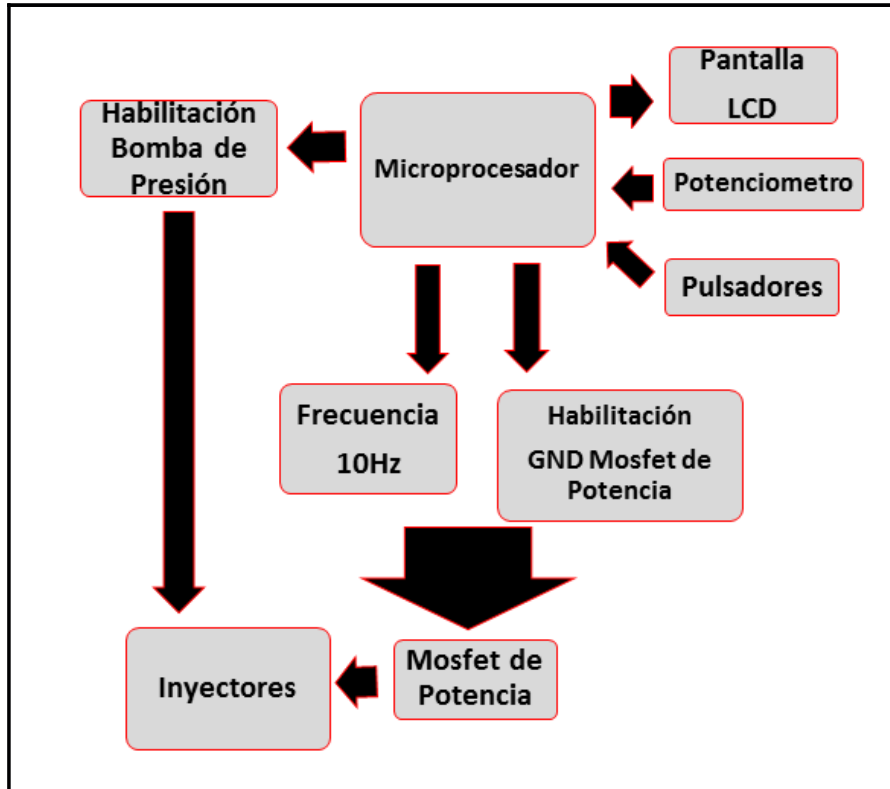 Pantalla
LCD
Habilitación
Bomba de
Presión
Microprocesador
Potenciometro
Pulsadores
Frecuencia
10Hz
Habilitación
GND Mosfet de
Potencia
Inyectores
Mosfet de
Potencia